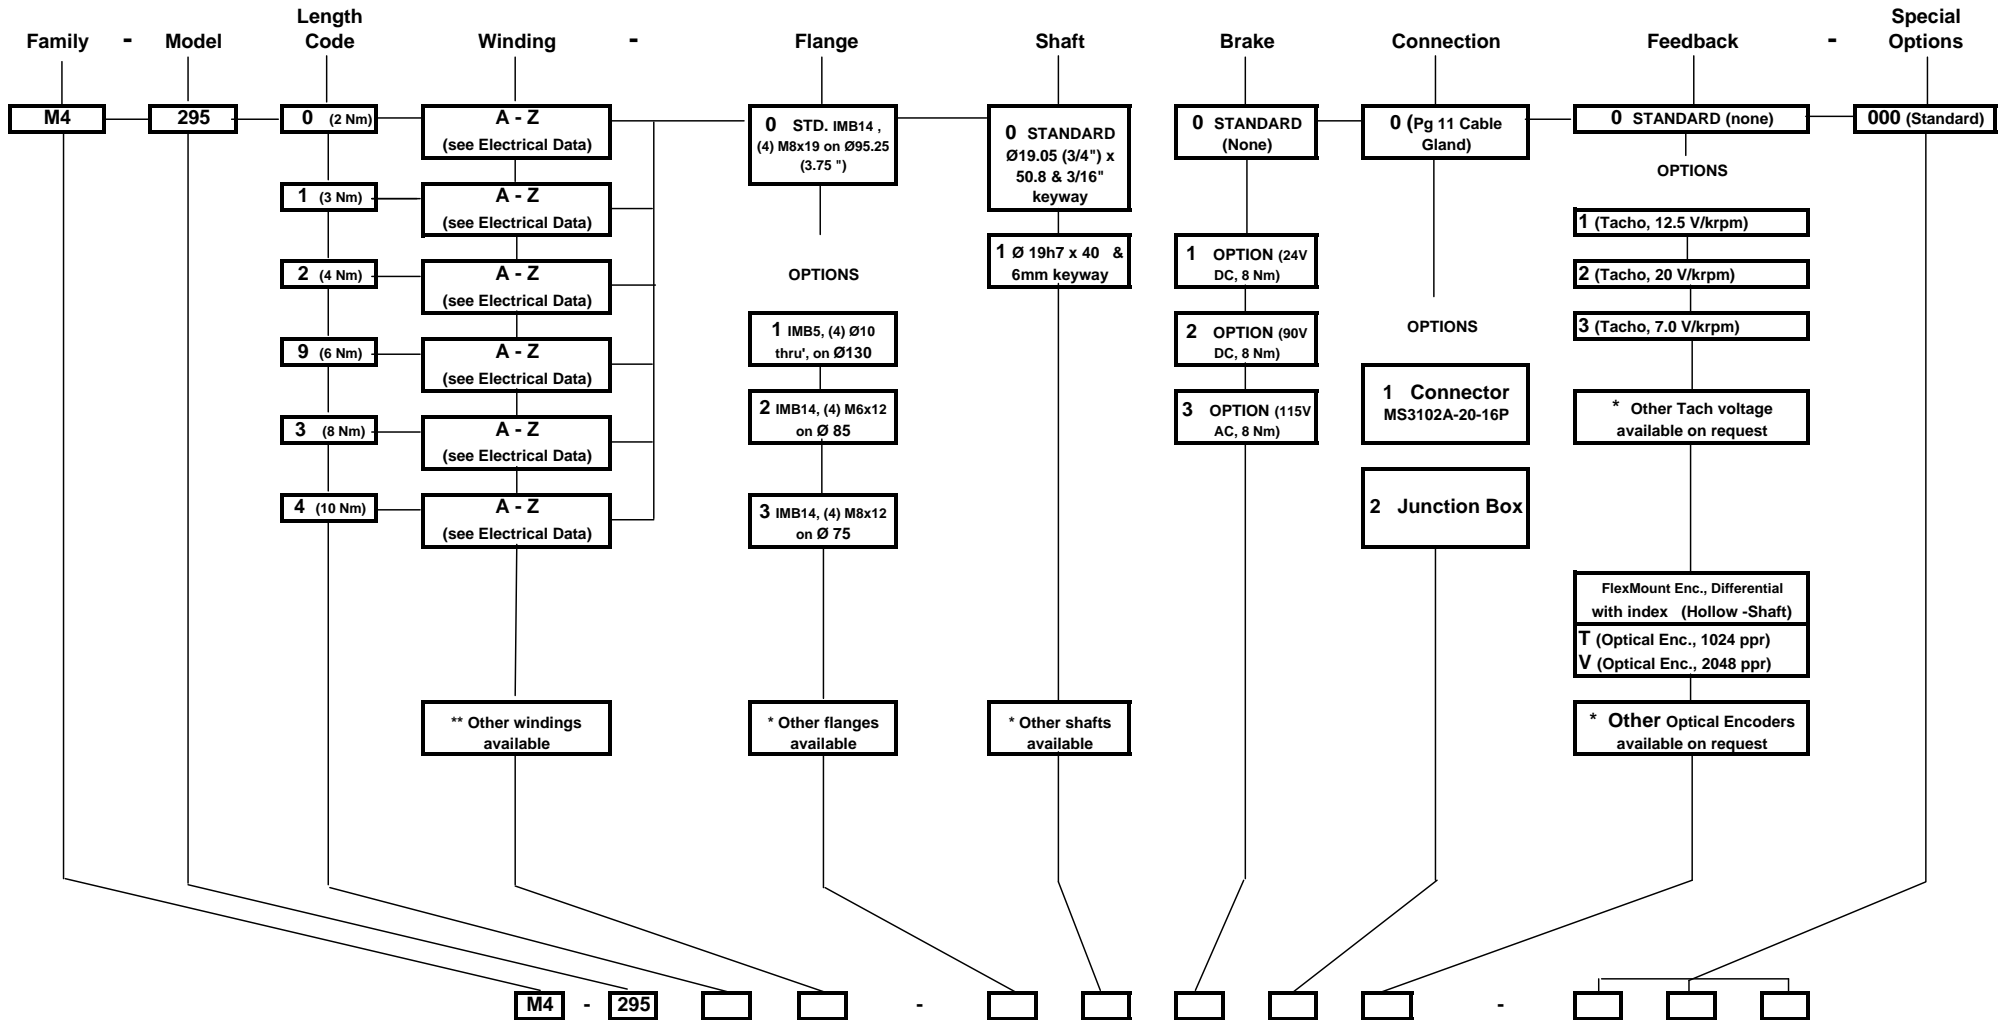 Family - Model Length Code Winding - Flange Shaft Brake Connection Feedback - Special Options
M4
295
0 (2 Nm)
A - Z
(see Electrical Data)
1 (3 Nm)
A - Z
(see Electrical Data)
2 (4 Nm)
A - Z
(see Electrical Data)
9 (6 Nm)
A - Z
(see Electrical Data)
3 (8 Nm)
A - Z
(see Electrical Data)
4 (10 Nm)
A - Z
(see Electrical Data)
** Other windings
available
0 STD. IMB14 ,
(4) M8x19 on Ø95.25
(3.75 ")
OPTIONS
1 IMB5, (4) Ø10
thru', on Ø130
2 IMB14, (4) M6x12
on Ø 85
3 IMB14, (4) M8x12
on Ø 75
* Other flanges
available
0 STANDARD
Ø19.05 (3/4") x
50.8 & 3/16"
keyway
1 Ø 19h7 x 40 &
6mm keyway
* Other shafts
available
0 STANDARD
(None)
1 OPTION (24V
DC, 8 Nm)
2 OPTION (90V
DC, 8 Nm)
3 OPTION (115V
AC, 8 Nm)
0 (Pg 11 Cable
Gland)
OPTIONS
1 Connector
MS3102A-20-16P
2 Junction Box
0 STANDARD (none)
OPTIONS
1 (Tacho, 12.5 V/krpm)
2 (Tacho, 20 V/krpm)
3 (Tacho, 7.0 V/krpm)
* Other Tach voltage
available on request
FlexMount Enc., Differential
with index (Hollow -Shaft)
T (Optical Enc., 1024 ppr)
V (Optical Enc., 2048 ppr)
* Other Optical Encoders
available on request
000 (Standard)
M4 - 295 - -